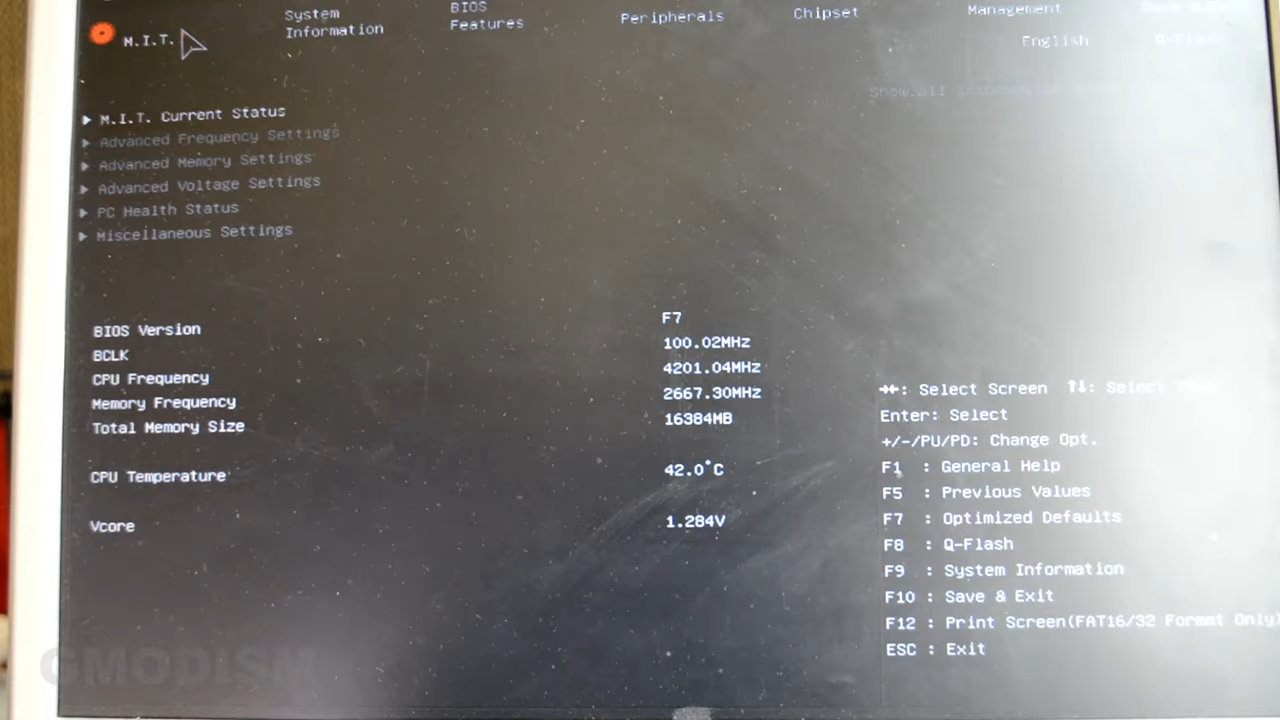 M.I.T.
System
Information
BIOS
Features
Peripherals
Chipset
Management
English
Q-Flash
Show all
M.I.T. Current Status
Advanced Frequency Settings
Advanced Memory Settings
Advanced Voltage Settings
PC Health Status
Miscellaneous Settings
BIOS Version F7
BCLK 100.02MHz
CPU Frequency 4201.04MHz
Memory Frequency 2667.30MHz
Total Memory Size 16384MB
CPU Temperature 42.0°C
Vcore 1.284V
→←: Select Screen ↑↓: Select
Enter: Select
+/-/PU/PD: Change Opt.
F1 : General Help
F5 : Previous Values
F7 : Optimized Defaults
F8 : Q-Flash
F9 : System Information
F10 : Save & Exit
F12 : Print Screen(FAT16/32 Format Only)
ESC : Exit
GMODISM